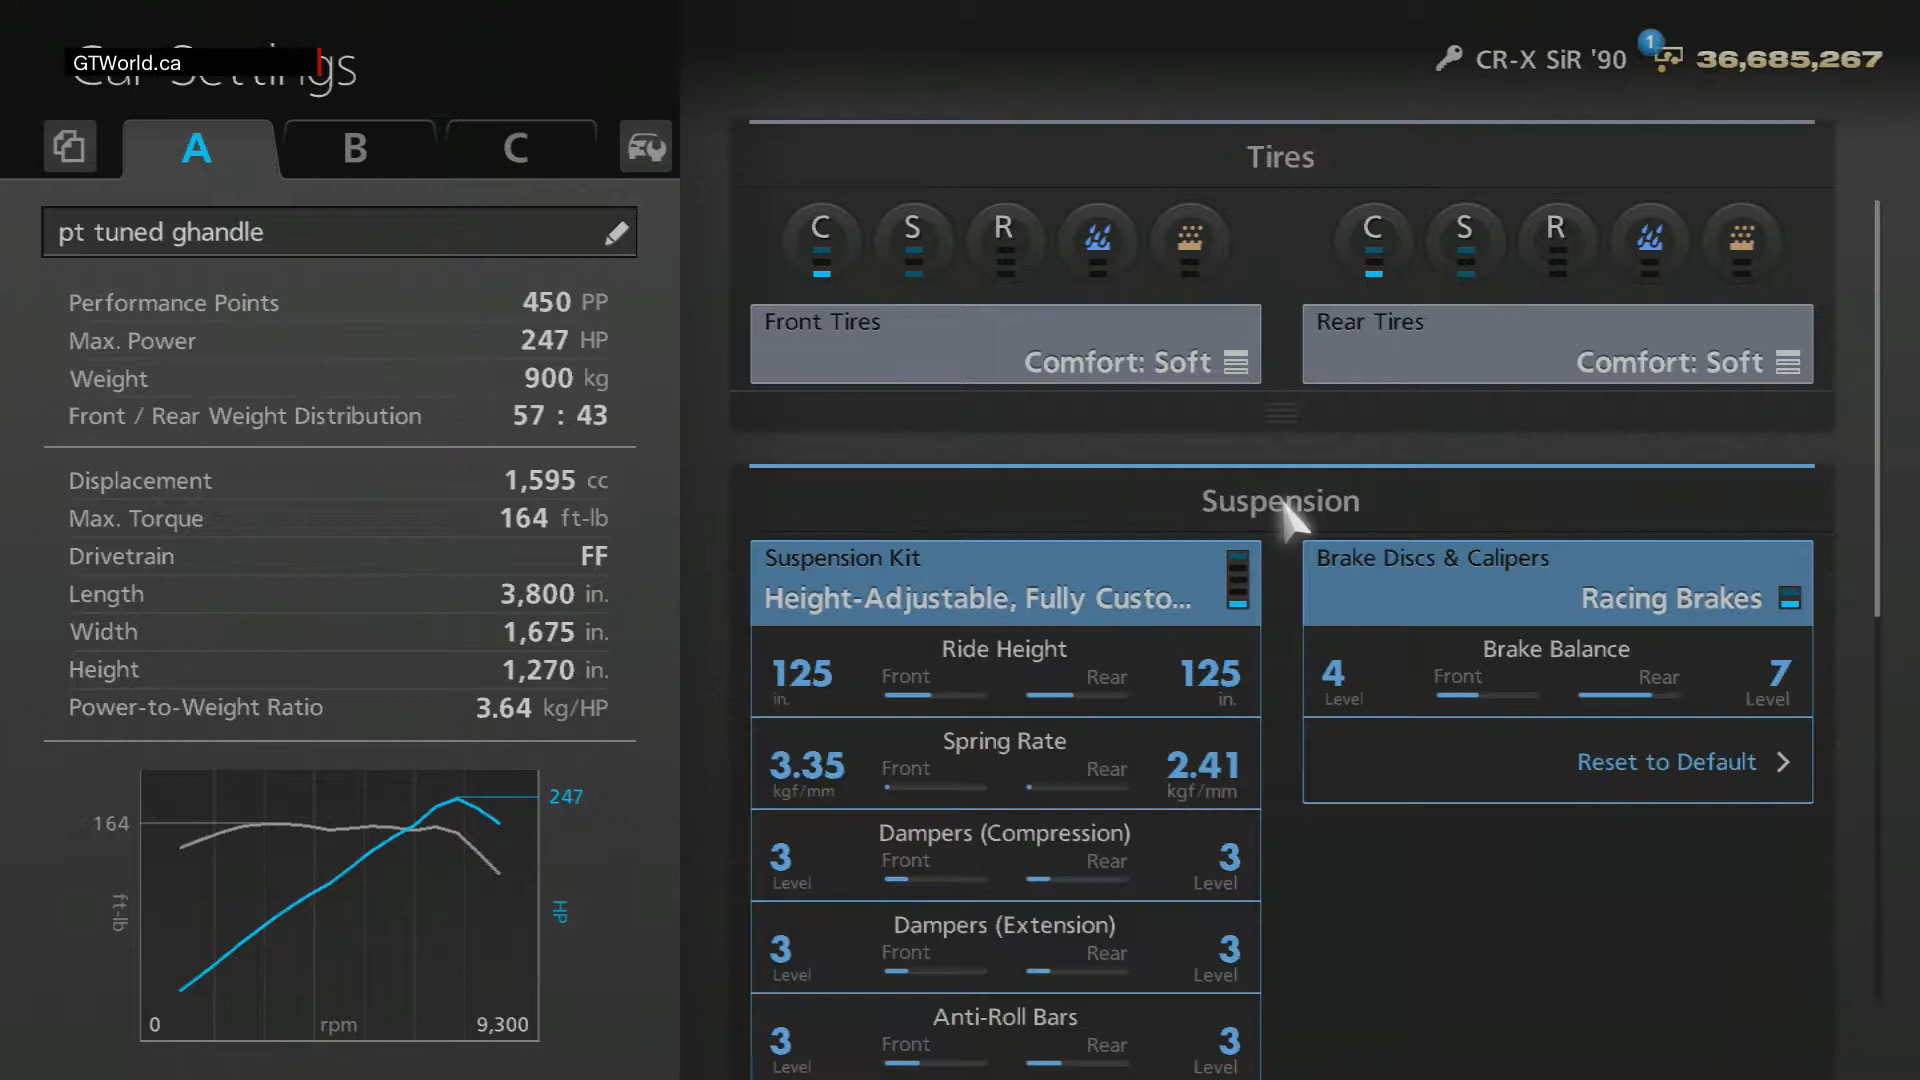 GTWorld.ca
Car Settings
CR-X SiR '90
1
36,685,267
A
B
C
pt tuned ghandle
Performance Points 450 PP
Max. Power 247 HP
Weight 900 kg
Front / Rear Weight Distribution 57 : 43
Displacement 1,595 cc
Max. Torque 164 ft-lb
Drivetrain FF
Length 3,800 in.
Width 1,675 in.
Height 1,270 in.
Power-to-Weight Ratio 3.64 kg/HP
247
164
ft-lb
HP
0 rpm 9,300
Tires
C S R C S R
Front Tires
Comfort: Soft
Rear Tires
Comfort: Soft
Suspension
Suspension Kit
Height-Adjustable, Fully Custo...
Ride Height
125 in. Front Rear 125 in.
Spring Rate
3.35 kgf/mm Front Rear 2.41 kgf/mm
Dampers (Compression)
3 Level Front Rear 3 Level
Dampers (Extension)
3 Level Front Rear 3 Level
Anti-Roll Bars
3 Level Front Rear 3 Level
Brake Discs & Calipers
Racing Brakes
Brake Balance
4 Level Front Rear 7 Level
Reset to Default